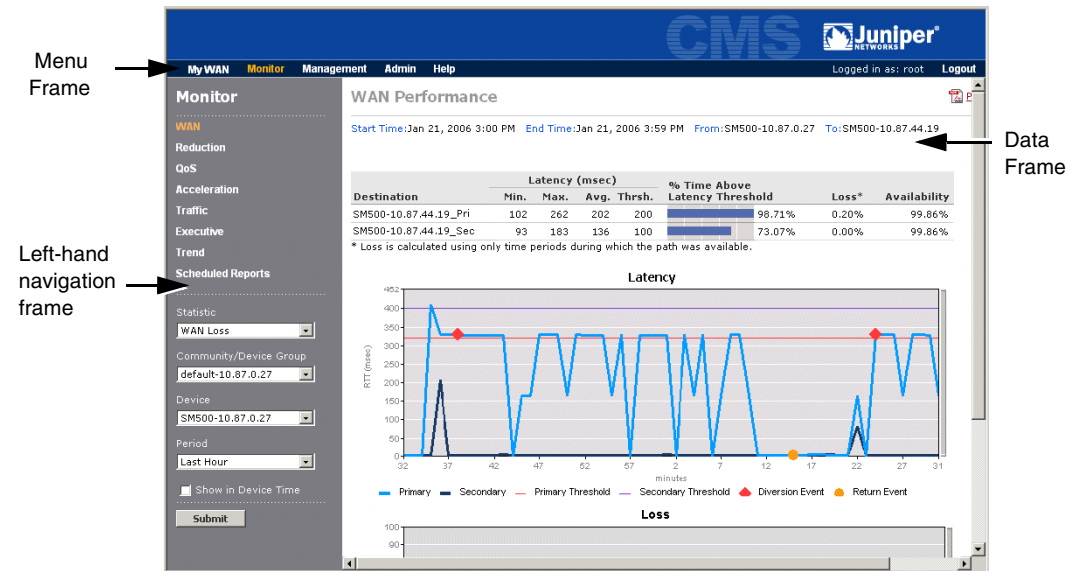 CMS
Juniper
NETWORKS
Menu
Frame
My WAN Monitor Management Admin Help
Logged in as: root Logout
Monitor
WAN
Reduction
QoS
Acceleration
Traffic
Executive
Trend
Scheduled Reports
Left-hand
navigation
frame
Statistic
WAN Loss
Community/Device Group
default-10.87.0.27
Device
SM500-10.87.0.27
Period
Last Hour
Show in Device Time
Submit
WAN Performance
Start Time:Jan 21, 2006 3:00 PM End Time:Jan 21, 2006 3:59 PM From:SM500-10.87.0.27 To:SM500-10.87.44.19
Data
Frame
Latency (msec) % Time Above
Destination Min. Max. Avg. Thrsh. Latency Threshold Loss* Availability
SM500-10.87.44.19_Pri 102 262 202 200 98.71% 0.20% 99.86%
SM500-10.87.44.19_Sec 93 183 136 100 73.07% 0.00% 99.86%
* Loss is calculated using only time periods during which the path was available.
Latency
452
400
350
300
250
200
150
100
50
0
RTT (msec)
32 37 42 47 52 57 2 7 12 17 22 27 31
minutes
Primary Secondary Primary Threshold Secondary Threshold Diversion Event Return Event
Loss
100
90